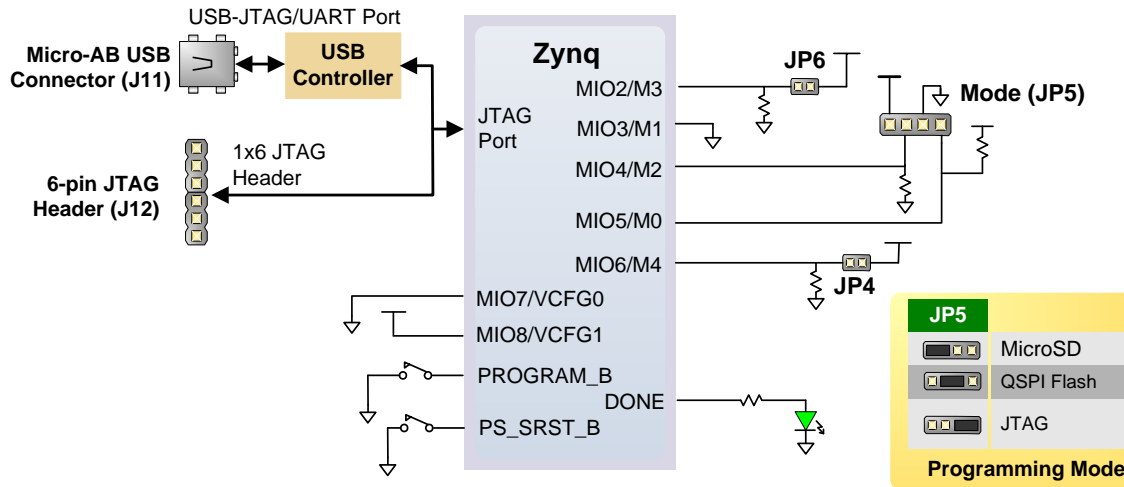 USB-JTAG/UART Port
Micro-AB USB
Connector (J11)
USB
Controller
1x6 JTAG
Header
6-pin JTAG
Header (J12)
Zynq
JTAG
Port
MIO2/M3
MIO3/M1
MIO4/M2
MIO5/M0
MIO6/M4
MIO7/VCFG0
MIO8/VCFG1
PROGRAM_B
DONE
PS_SRST_B
JP6
Mode (JP5)
JP4
JP5
MicroSD
QSPI Flash
JTAG
Programming Mode